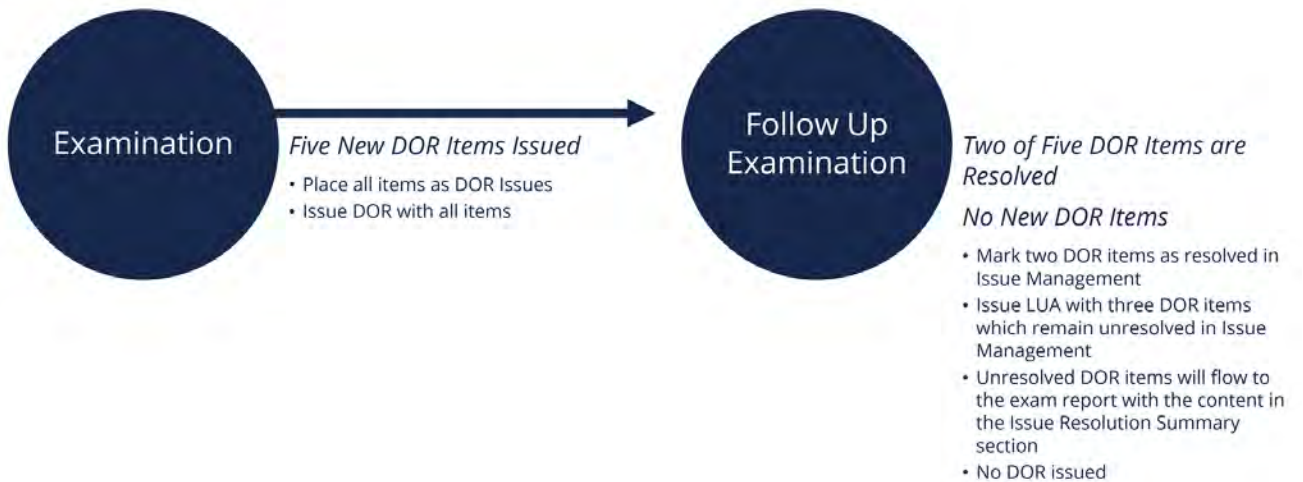 Examination
Five New DOR Items Issued
• Place all items as DOR Issues
• Issue DOR with all items
Follow Up
Examination
Two of Five DOR Items are
Resolved
No New DOR Items
• Mark two DOR items as resolved in
Issue Management
• Issue LUA with three DOR items
which remain unresolved in Issue
Management
• Unresolved DOR items will flow to
the exam report with the content in
the Issue Resolution Summary
section
• No DOR issued